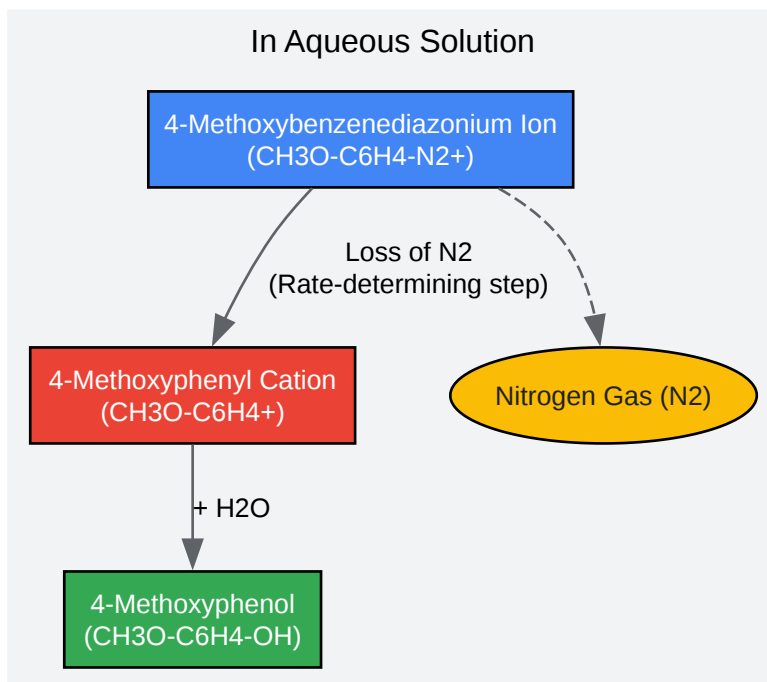 In Aqueous Solution
4-Methoxybenzenediazonium Ion
(CH3O-C6H4-N2+)
Loss of N2
(Rate-determining step)
4-Methoxyphenyl Cation
(CH3O-C6H4+)
Nitrogen Gas (N2)
+ H2O
4-Methoxyphenol
(CH3O-C6H4-OH)